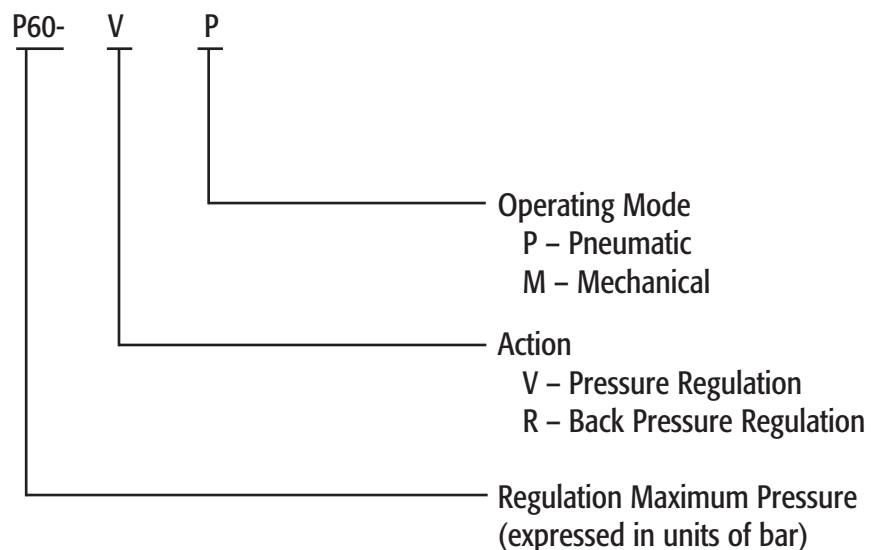 P60- V P
Operating Mode
P – Pneumatic
M – Mechanical
Action
V – Pressure Regulation
R – Back Pressure Regulation
Regulation Maximum Pressure
(expressed in units of bar)